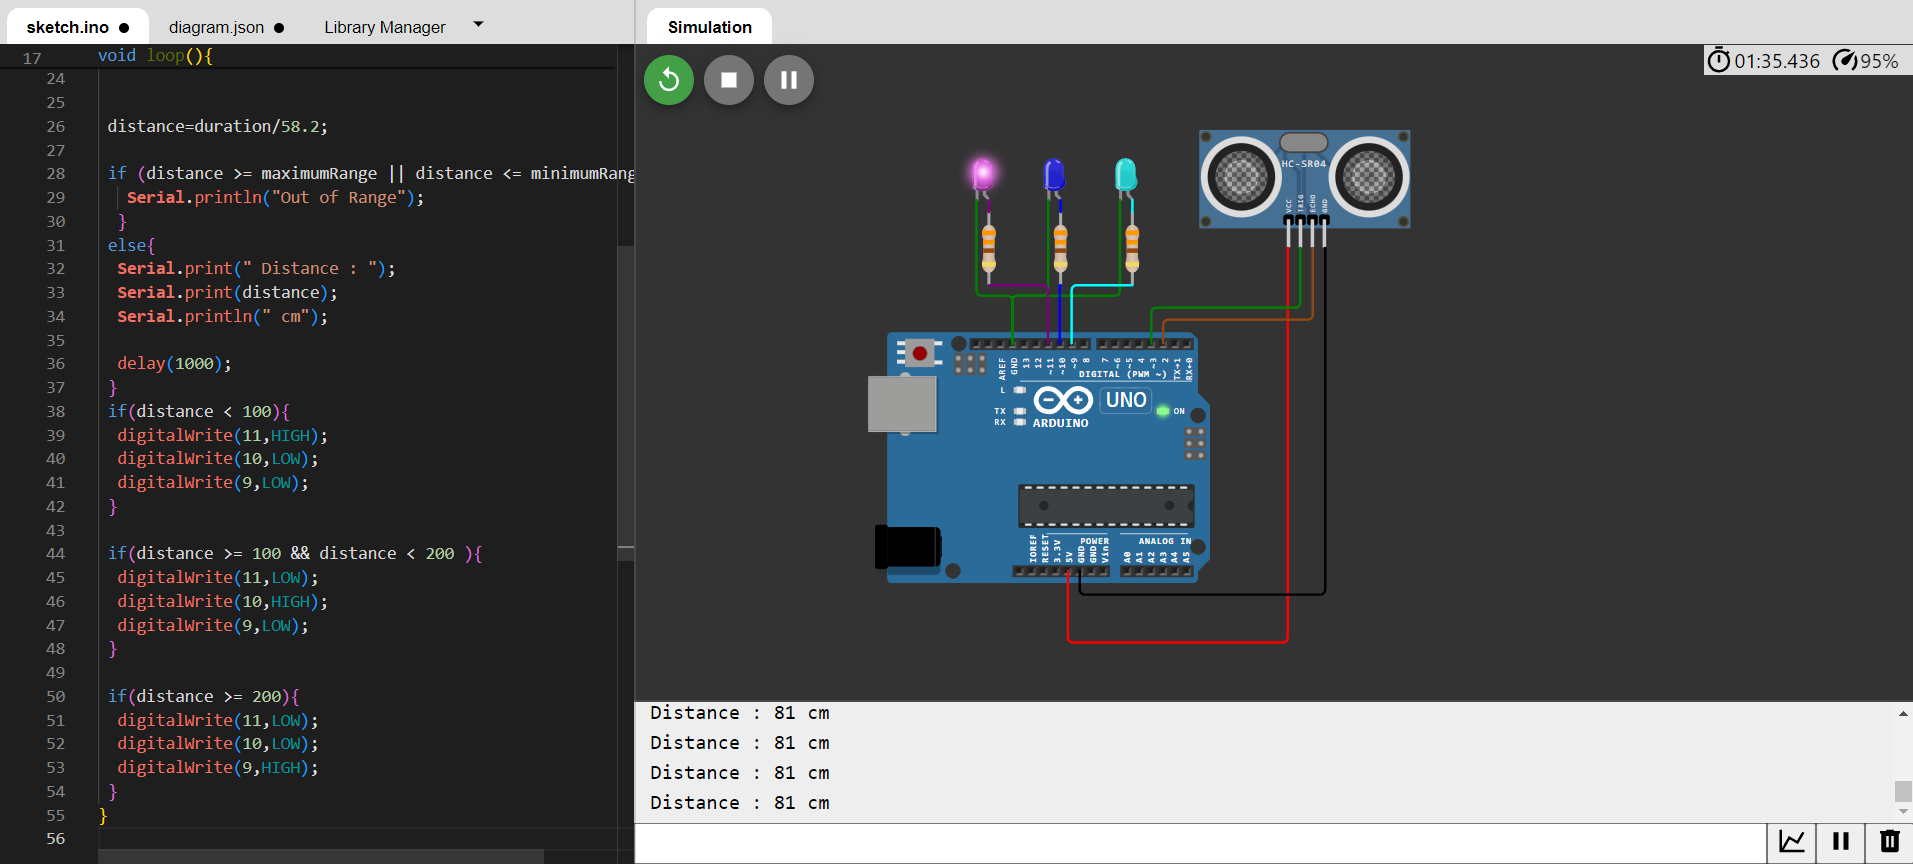 sketch.ino ●
diagram.json ●
Library Manager
Simulation
17 void loop(){
24
25
26 distance=duration/58.2;
27
28 if (distance >= maximumRange || distance <= minimumRang
29 Serial.println("Out of Range");
30 }
31 else{
32 Serial.print(" Distance : ");
33 Serial.print(distance);
34 Serial.println(" cm");
35
36 delay(1000);
37 }
38 if(distance < 100){
39 digitalWrite(11,HIGH);
40 digitalWrite(10,LOW);
41 digitalWrite(9,LOW);
42 }
43
44 if(distance >= 100 && distance < 200 ){
45 digitalWrite(11,LOW);
46 digitalWrite(10,HIGH);
47 digitalWrite(9,LOW);
48 }
49
50 if(distance >= 200){
51 digitalWrite(11,LOW);
52 digitalWrite(10,LOW);
53 digitalWrite(9,HIGH);
54 }
55 }
56
01:35.436 95%
HC-SR04
VCC TRIG ECHO GND
AREF GND 13 12 ~11 ~10 ~9 8 7 ~6 ~5 4 ~3 2 TX→1 RX←0
DIGITAL (PWM ~)
L
TX
RX
UNO
ON
ARDUINO
POWER
ANALOG IN
IOREF RESET 3.3V 5V GND GND Vin A0 A1 A2 A3 A4 A5
Distance : 81 cm
Distance : 81 cm
Distance : 81 cm
Distance : 81 cm